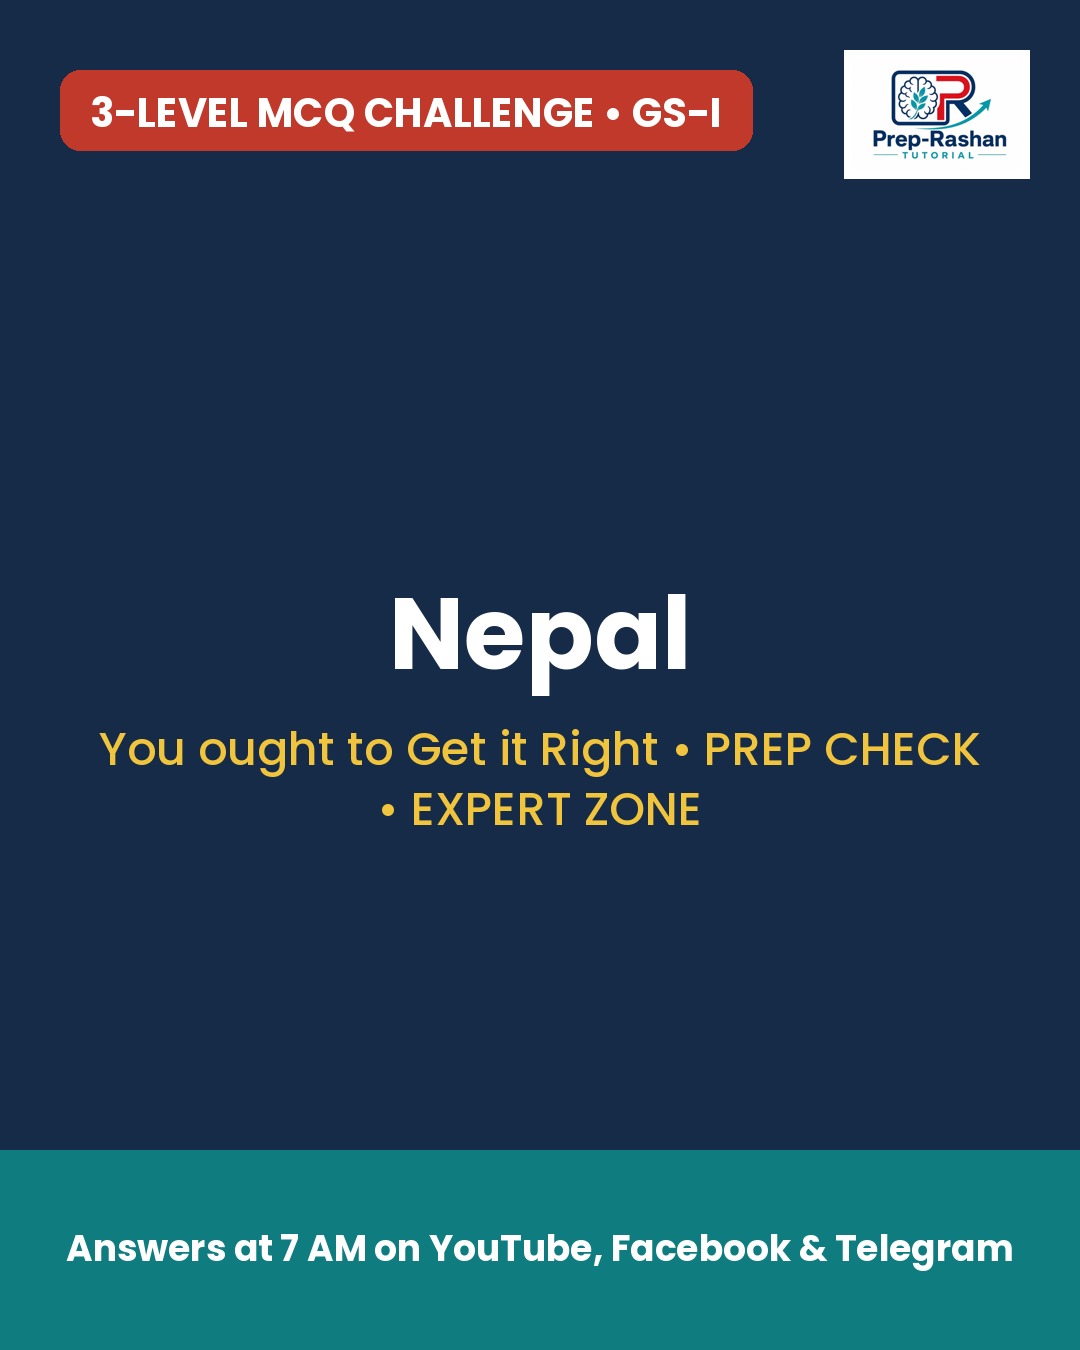 3-LEVEL MCQ CHALLENGE • GS-I
PR
Prep-Rashan
TUTORIAL
Nepal
You ought to Get it Right • PREP CHECK
• EXPERT ZONE
Answers at 7 AM on YouTube, Facebook & Telegram